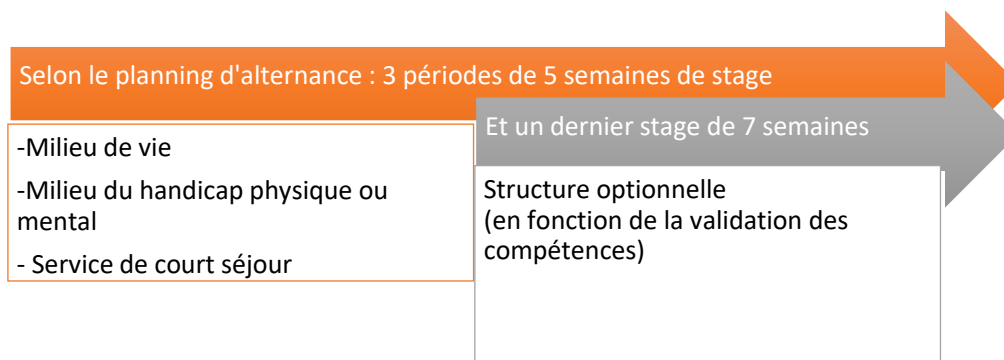 Selon le planning d'alternance : 3 périodes de 5 semaines de stage
-Milieu de vie
-Milieu du handicap physique ou
mental
- Service de court séjour
Et un dernier stage de 7 semaines
Structure optionnelle
(en fonction de la validation des
compétences)